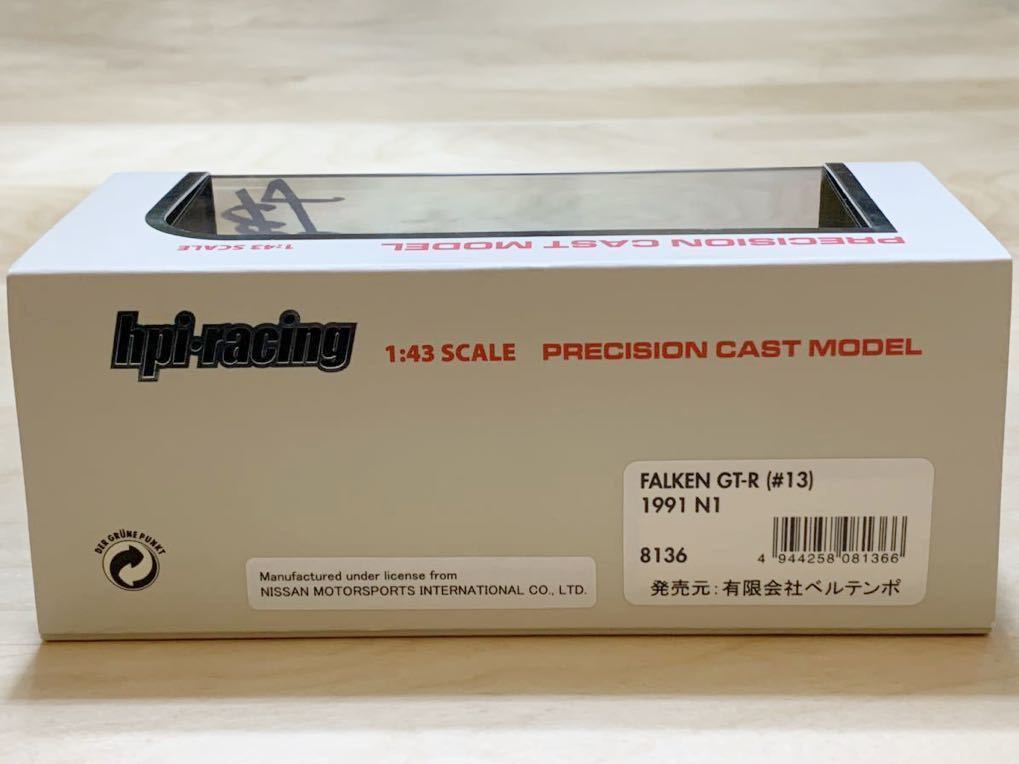 1:43 SCALE PRECISION CAST MODEL
hpi·racing 1:43 SCALE PRECISION CAST MODEL
FALKEN GT-R (#13)
1991 N1
8136
4 944258 081366
発売元:有限会社ベルテンポ
DER GRÜNE PUNKT
Manufactured under license from
NISSAN MOTORSPORTS INTERNATIONAL CO., LTD.